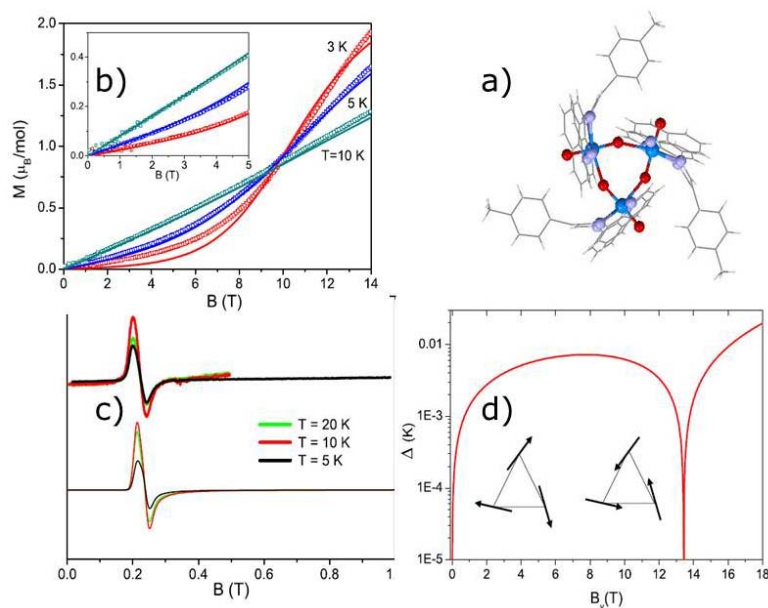 b)
3 K
5 K
T=10 K
M (μ_B/mol)
2.0
1.5
1.0
0.5
0.0
0 2 4 6 8 10 12 14
B (T)
0.4
0.2
0.0
0 1 2 3 4 5
B (T)
a)
c)
T = 20 K
T = 10 K
T = 5 K
0.0 0.2 0.4 0.6 0.8 1
B (T)
d)
Δ (K)
0.01
1E-3
1E-4
1E-5
0 2 4 6 8 10 12 14 16 18